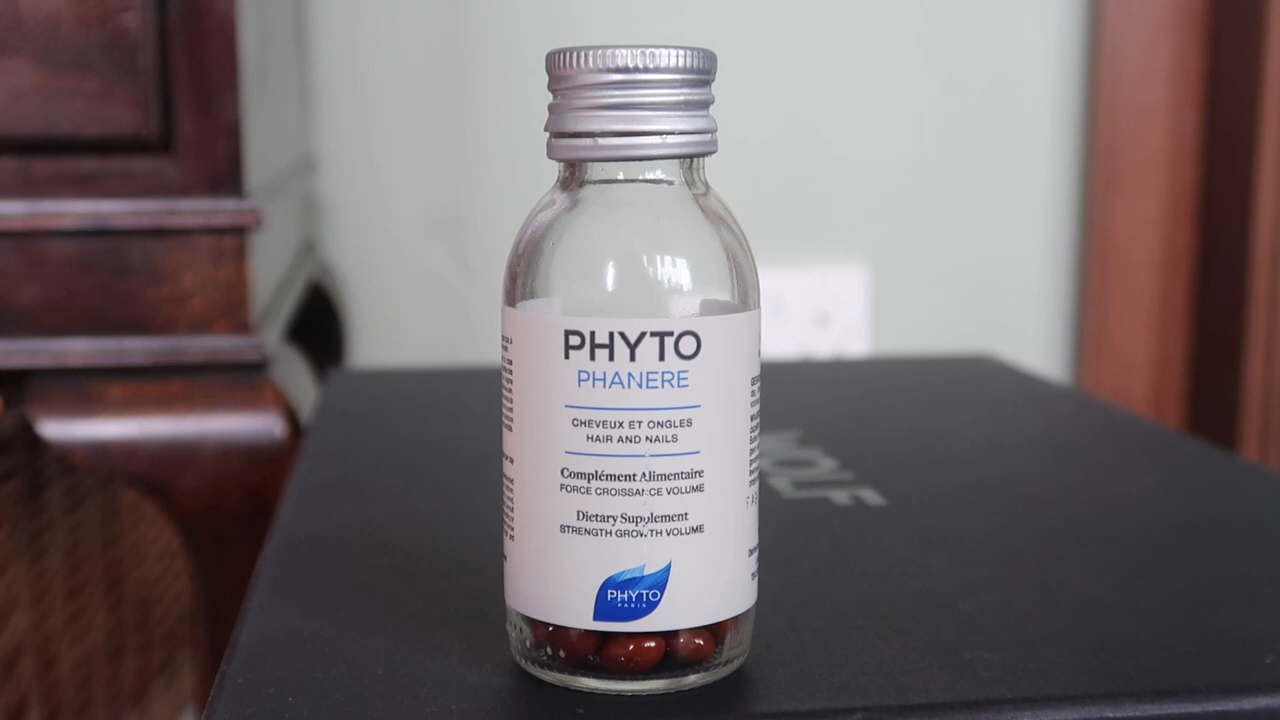 PHYTO
PHANERE
CHEVEUX ET ONGLES
HAIR AND NAILS
Complément Alimentaire
FORCE CROISSANCE VOLUME
Dietary Supplement
STRENGTH GROWTH VOLUME
PHYTO
PARIS
WOLF